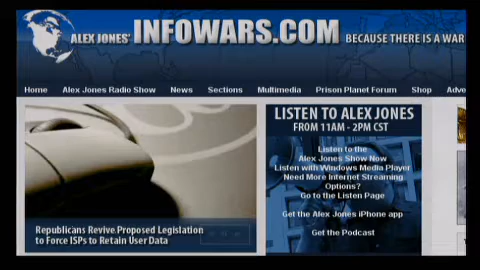 ALEX JONES' INFOWARS.COM BECAUSE THERE IS A WAR
Home Alex Jones Radio Show News Sections Multimedia Prison Planet Forum Shop Adve
LISTEN TO ALEX JONES
FROM 11AM - 2PM CST
Listen to the
Alex Jones Show Now
Listen with Windows Media Player
Need More Internet Streaming
Options?
Go to the Listen Page
Get the Alex Jones iPhone app
Get the Podcast
Republicans Revive Proposed Legislation
to Force ISPs to Retain User Data